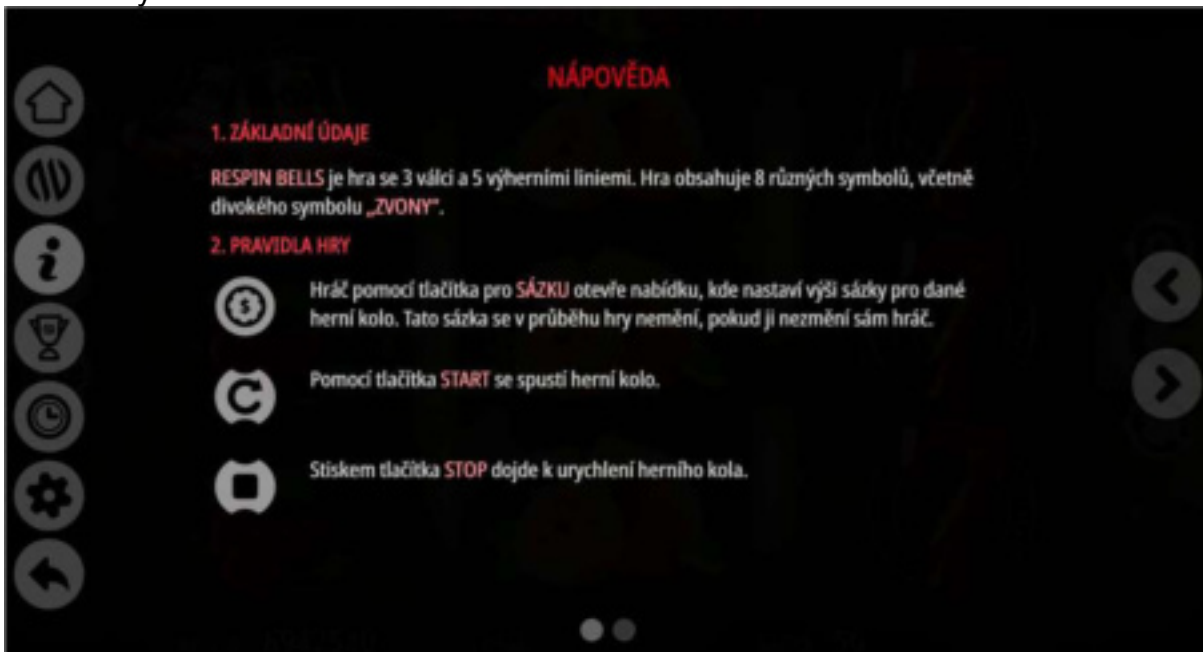 NÁPOVĚDA
1. ZÁKLADNÍ ÚDAJE
RESPIN BELLS je hra se 3 válci a 5 výherními liniemi. Hra obsahuje 8 různých symbolů, včetně
divokého symbolu „ZVONY“.
2. PRAVIDLA HRY
Hráč pomocí tlačítka pro SÁZKU otevře nabídku, kde nastaví výši sázky pro dané
herní kolo. Tato sázka se v průběhu hry nemění, pokud ji nezmění sám hráč.
Pomocí tlačítka START se spustí herní kolo.
Stiskem tlačítka STOP dojde k urychlení herního kola.